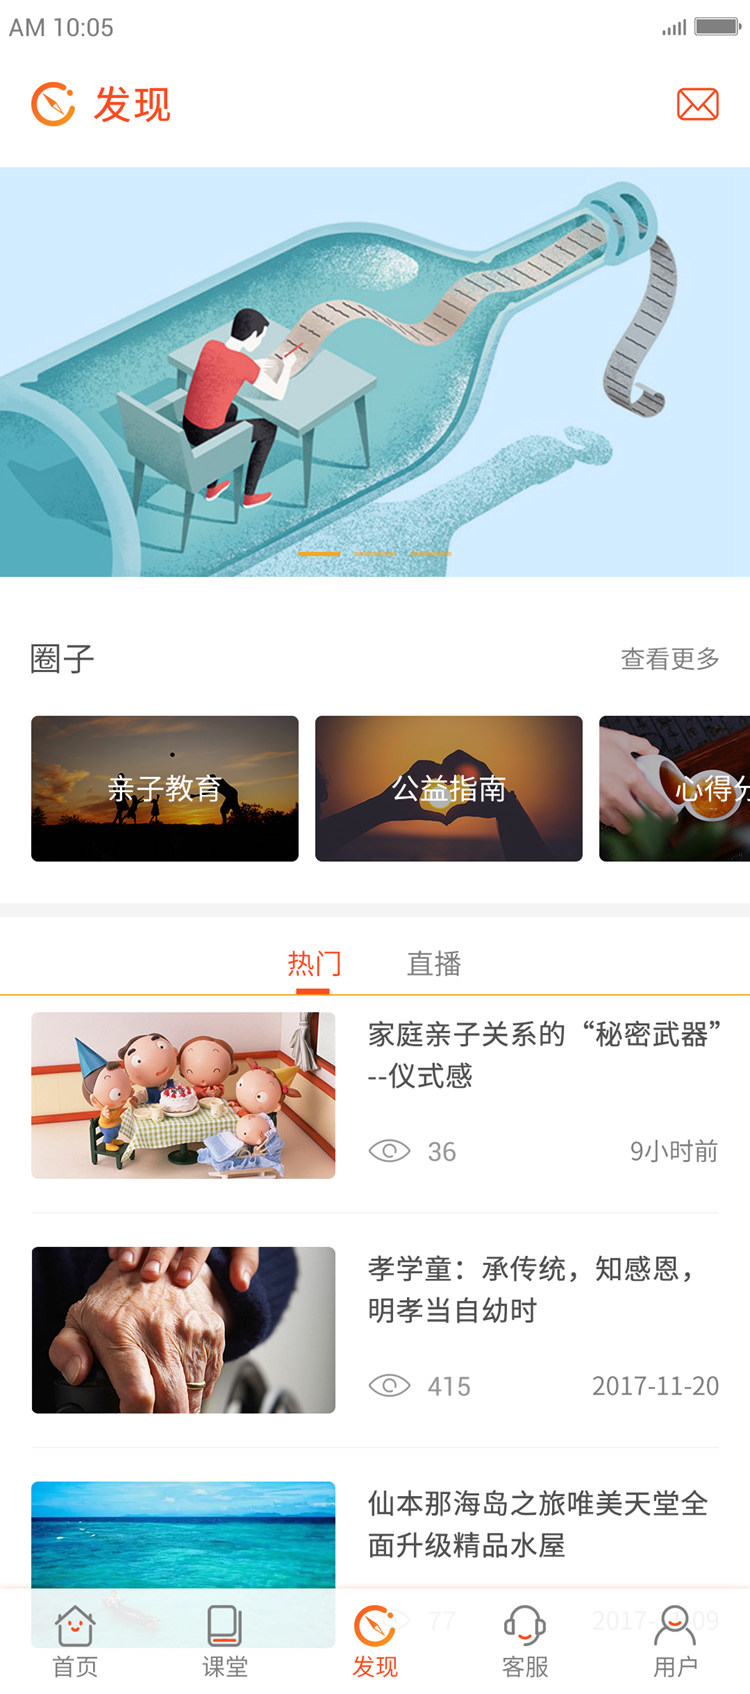 AM 10:05
发现
圈子
查看更多
亲子教育
公益指南
心得分
热门
直播
家庭亲子关系的“秘密武器”
--仪式感
36
9小时前
孝学童：承传统，知感恩，
明孝当自幼时
415
2017-11-20
仙本那海岛之旅唯美天堂全
面升级精品水屋
77
首页
课堂
发现
客服
用户